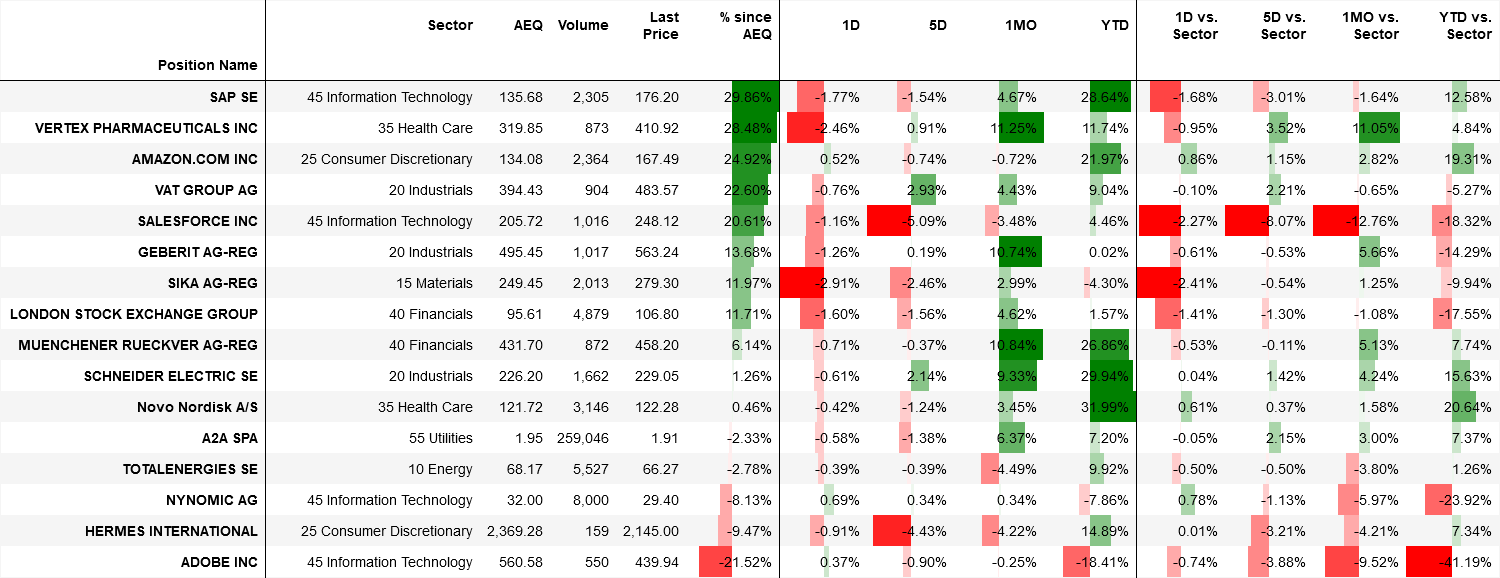 Position Name Sector AEQ Volume Last Price % since AEQ 1D 5D 1MO YTD 1D vs. Sector 5D vs. Sector 1MO vs. Sector YTD vs. Sector
SAP SE 45 Information Technology 135.68 2,305 176.20 29.86% -1.77% -1.54% 4.67% 28.64% -1.68% -3.01% -1.64% 12.58%
VERTEX PHARMACEUTICALS INC 35 Health Care 319.85 873 410.92 28.48% -2.46% 0.91% 11.25% 11.74% -0.95% 3.52% 11.05% 4.84%
AMAZON.COM INC 25 Consumer Discretionary 134.08 2,364 167.49 24.92% 0.52% -0.74% -0.72% 21.97% 0.86% 1.15% 2.82% 19.31%
VAT GROUP AG 20 Industrials 394.43 904 483.57 22.60% -0.76% 2.93% 4.43% 9.04% -0.10% 2.21% -0.65% -5.27%
SALESFORCE INC 45 Information Technology 205.72 1,016 248.12 20.61% -1.16% -5.09% -3.48% 4.46% -2.27% -8.07% -12.76% -18.32%
GEBERIT AG-REG 20 Industrials 495.45 1,017 563.24 13.68% -1.26% 0.19% 10.74% 0.02% -0.61% -0.53% 5.66% -14.29%
SIKA AG-REG 15 Materials 249.45 2,013 279.30 11.97% -2.91% -2.46% 2.99% -4.30% -2.41% -0.54% 1.25% -9.94%
LONDON STOCK EXCHANGE GROUP 40 Financials 95.61 4,879 106.80 11.71% -1.60% -1.56% 4.62% 1.57% -1.41% -1.30% -1.08% -17.55%
MUENCHENER RUECKVER AG-REG 40 Financials 431.70 872 458.20 6.14% -0.71% -0.37% 10.84% 26.86% -0.53% -0.11% 5.13% 7.74%
SCHNEIDER ELECTRIC SE 20 Industrials 226.20 1,662 229.05 1.26% -0.61% 2.14% 9.33% 29.94% 0.04% 1.42% 4.24% 15.63%
Novo Nordisk A/S 35 Health Care 121.72 3,146 122.28 0.46% -0.42% -1.24% 3.45% 31.99% 0.61% 0.37% 1.58% 20.64%
A2A SPA 55 Utilities 1.95 259,046 1.91 -2.33% -0.58% -1.38% 6.37% 7.20% -0.05% 2.15% 3.00% 7.37%
TOTALENERGIES SE 10 Energy 68.17 5,527 66.27 -2.78% -0.39% -0.39% -4.49% 9.92% -0.50% -0.50% -3.80% 1.26%
NYNOMIC AG 45 Information Technology 32.00 8,000 29.40 -8.13% 0.69% 0.34% 0.34% -7.86% 0.78% -1.13% -5.97% -23.92%
HERMES INTERNATIONAL 25 Consumer Discretionary 2,369.28 159 2,145.00 -9.47% -0.91% -4.43% -4.22% 14.89% 0.01% -3.21% -4.21% 7.34%
ADOBE INC 45 Information Technology 560.58 550 439.94 -21.52% 0.37% -0.90% -0.25% -18.41% -0.74% -3.88% -9.52% -41.19%